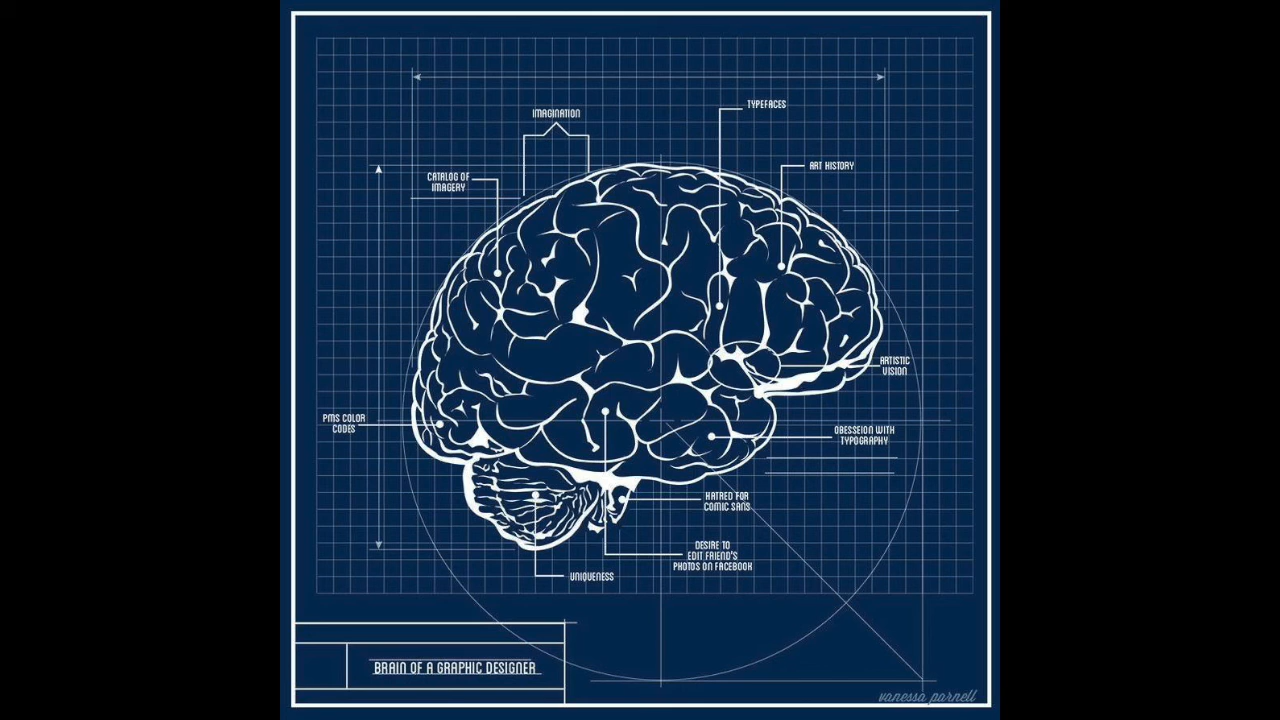 TYPEFACES
IMAGINATION
ART HISTORY
CATALOG OF
IMAGERY
ARTISTIC
VISION
PMS COLOR
CODES
OBESSEION WITH
TYPOGRAPHY
HATRED FOR
COMIC SANS
DESIRE TO
EDIT FRIEND'S
PHOTOS ON FACEBOOK
UNIQUENESS
BRAIN OF A GRAPHIC DESIGNER
vanessa parnell